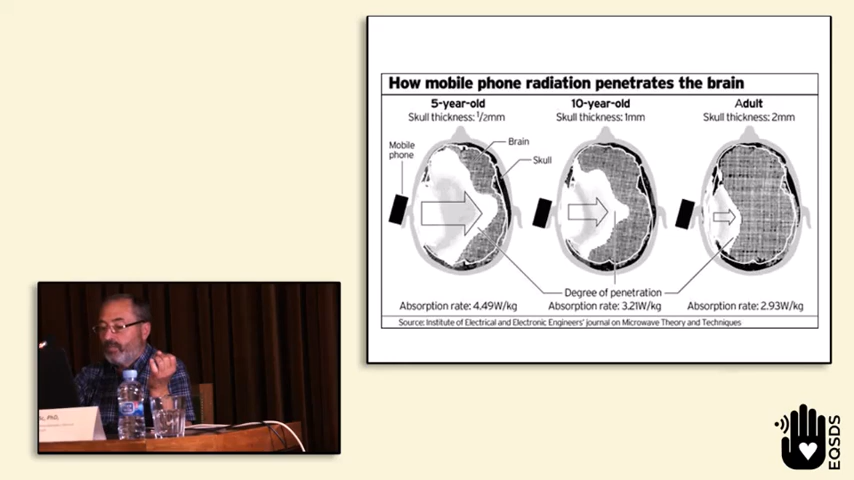 How mobile phone radiation penetrates the brain
5-year-old
Skull thickness: 1/2mm
10-year-old
Skull thickness: 1mm
Adult
Skull thickness: 2mm
Mobile
phone
Brain
Skull
Degree of penetration
Absorption rate: 4.49W/kg
Absorption rate: 3.21W/kg
Absorption rate: 2.93W/kg
Source: Institute of Electrical and Electronic Engineers' journal on Microwave Theory and Techniques
PhD,
EQSDS